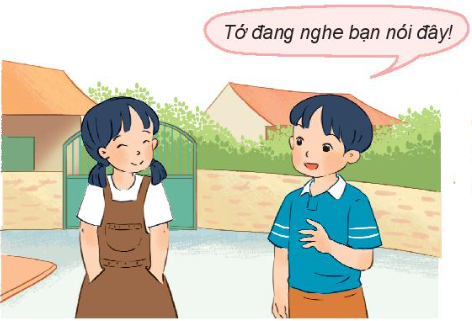 Tớ đang nghe bạn nói đây!